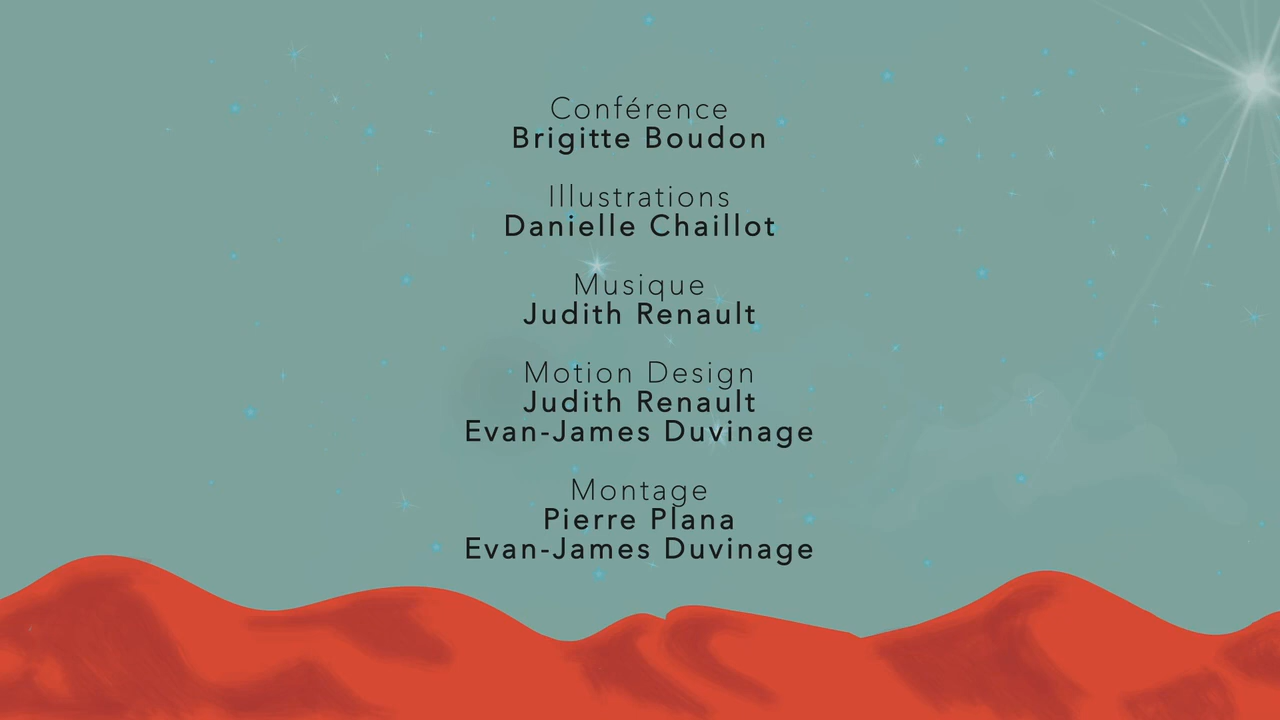 Conférence
Brigitte Boudon
Illustrations
Danielle Chaillot
Musique
Judith Renault
Motion Design
Judith Renault
Evan-James Duvinage
Montage
Pierre Plana
Evan-James Duvinage